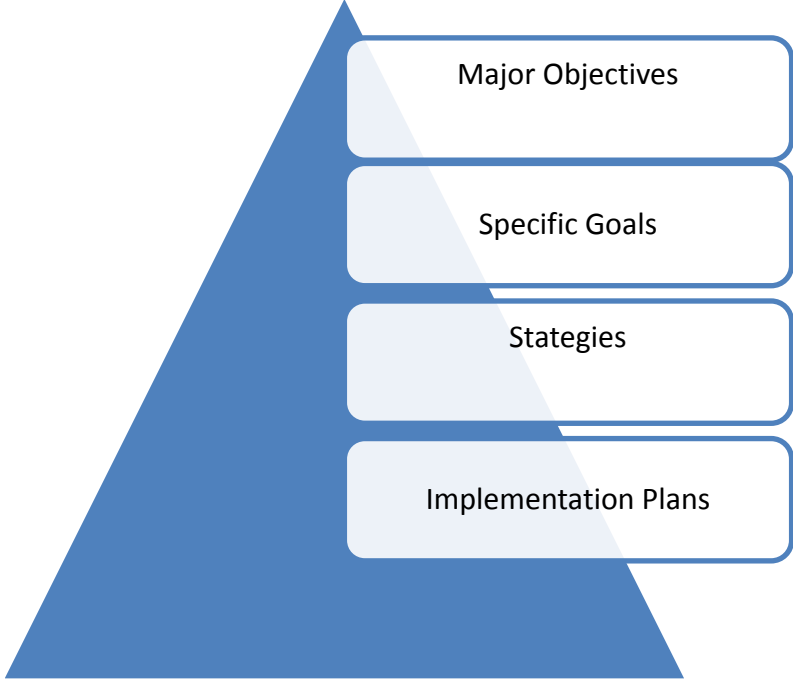 Major Objectives
Specific Goals
Stategies
Implementation Plans